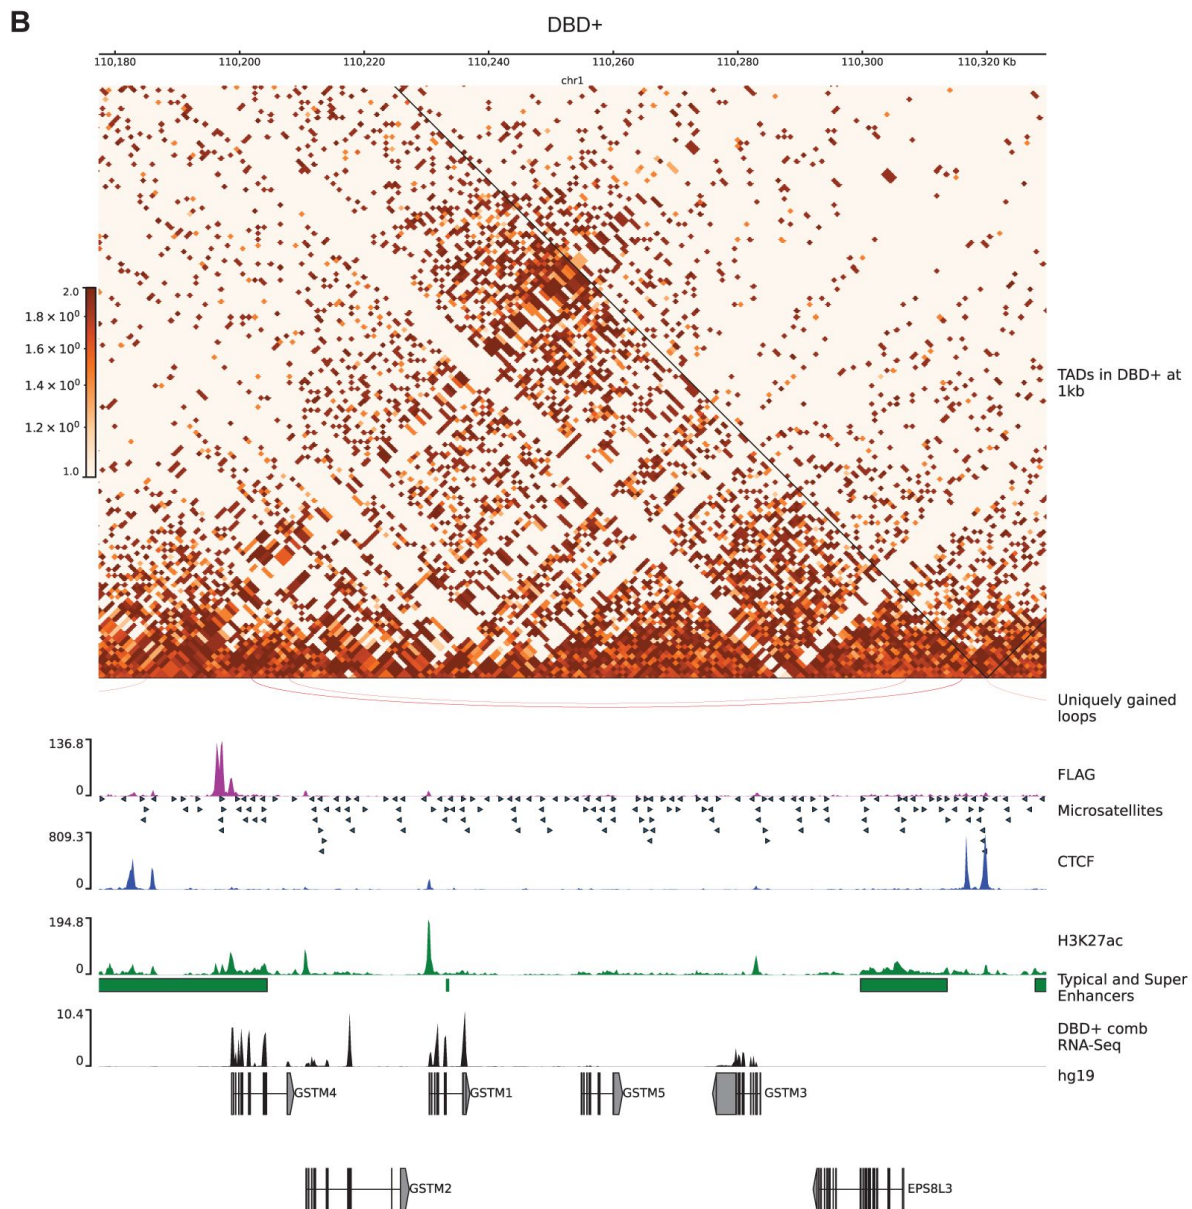 B
DBD+
110,180 110,200 110,220 110,240 110,260 110,280 110,300 110,320 Kb
chr1
2.0
1.8 × 10⁰
1.6 × 10⁰
1.4 × 10⁰
1.2 × 10⁰
1.0
TADs in DBD+ at
1kb
Uniquely gained
loops
136.8
0
FLAG
Microsatellites
809.3
0
CTCF
194.8
0
H3K27ac
Typical and Super
Enhancers
10.4
0
DBD+ comb
RNA-Seq
hg19
GSTM4 GSTM1 GSTM5 GSTM3
GSTM2 EPS8L3